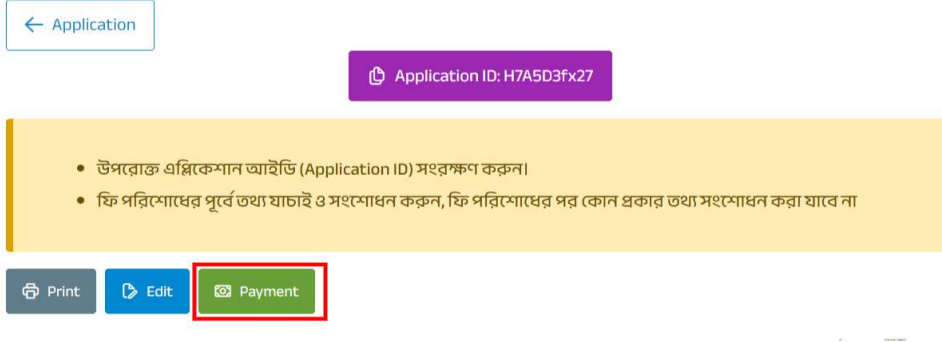 Application
Application ID: H7A5D3fx27
উপরোক্ত এপ্লিকেশান আইডি (Application ID) সংরক্ষণ করুন।
ফি পরিশোধের পূর্বে তথ্য যাচাই ও সংশোধন করুন, ফি পরিশোধের পর কোন প্রকার তথ্য সংশোধন করা যাবে না
Print Edit Payment